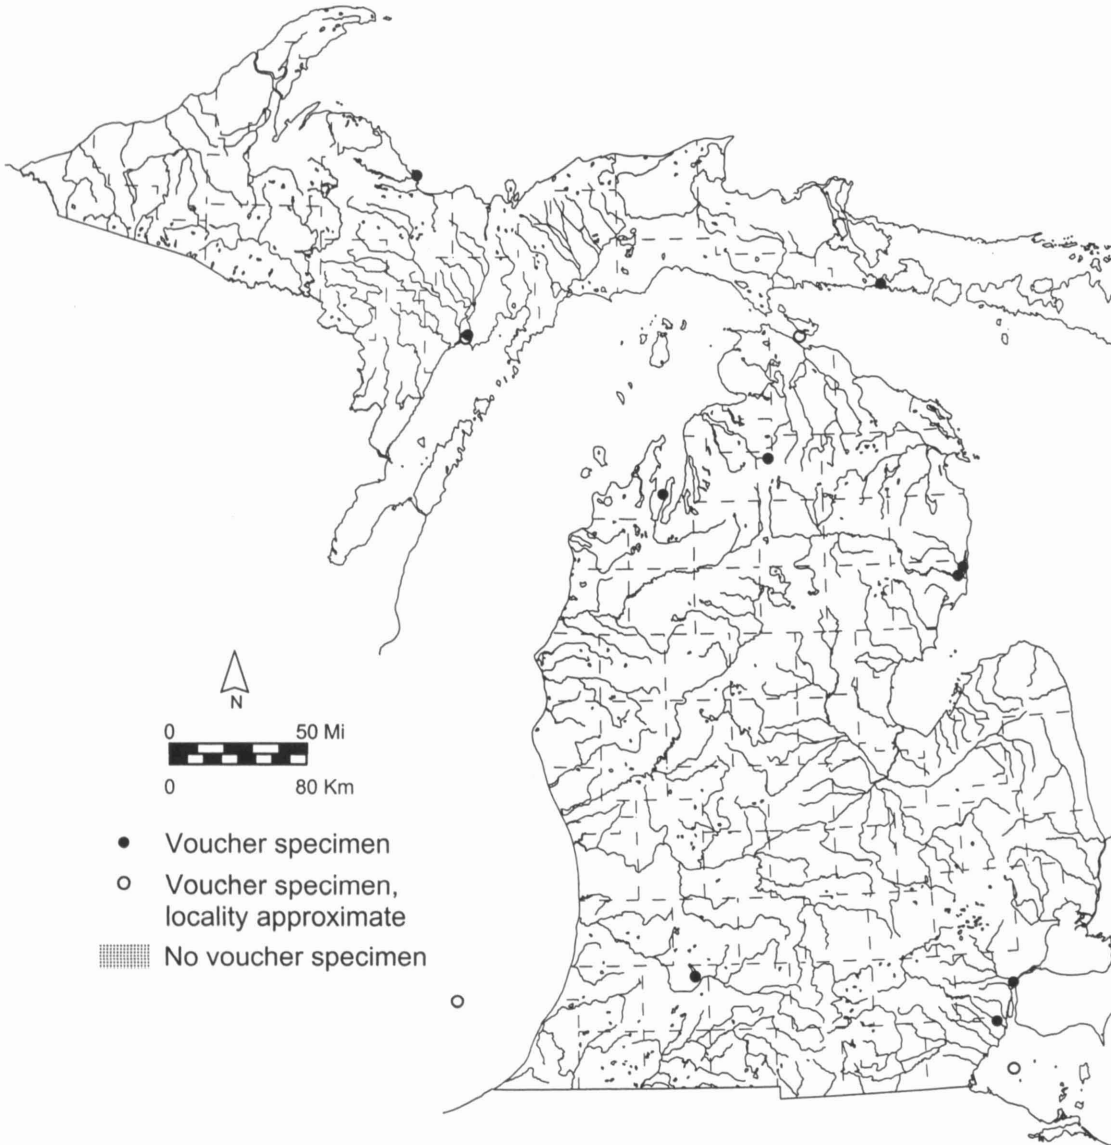 N
0 50 Mi
0 80 Km
Voucher specimen
Voucher specimen,
locality approximate
No voucher specimen